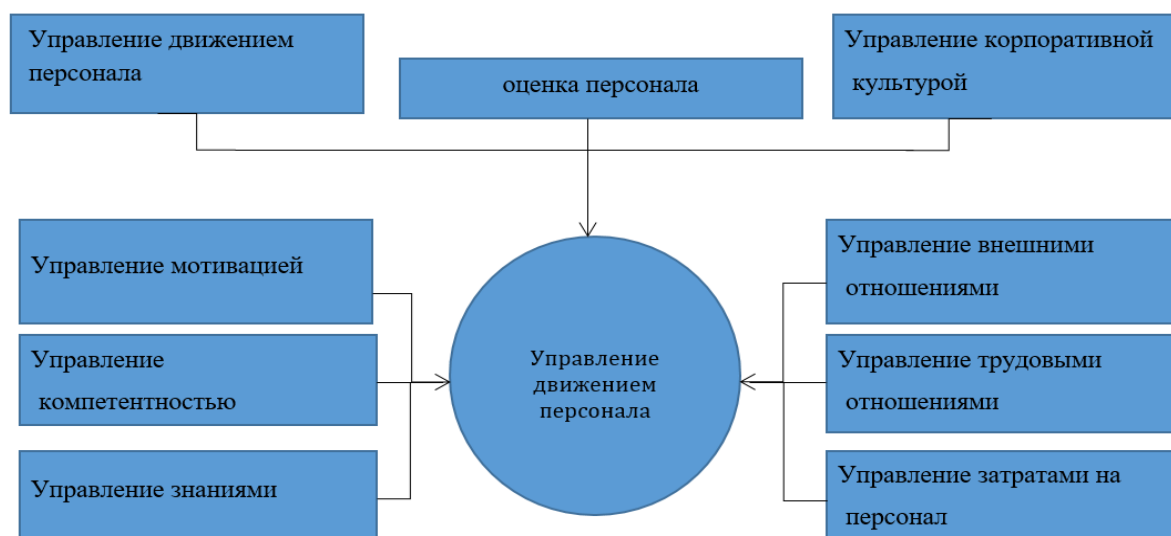 Управление движением
персонала
оценка персонала
Управление корпоративной
культурой
Управление мотивацией
Управление
компетентностью
Управление знаниями
Управление
движением
персонала
Управление внешними
отношениями
Управление трудовыми
отношениями
Управление затратами на
персонал